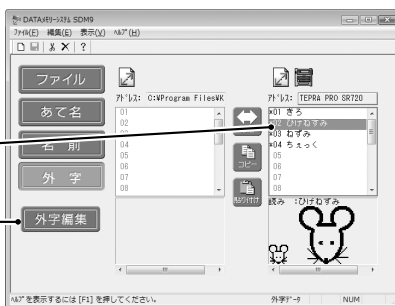 DATAﾒﾓﾘｰｼｽﾃﾑ SDM9
ﾌｧｲﾙ(F) 編集(E) 表示(V) ﾍﾙﾌﾟ(H)
ファイル
あて名
名 前
外 字
外字編集
ｱﾄﾞﾚｽ: C:¥Program Files¥K
01
02
03
04
05
06
07
08
コピー
貼り付け
ｱﾄﾞﾚｽ: TEPRA PRO SR720
*01 きろ
*02 ひげねずみ
*03 ねずみ
*04 ちぇっく
05
06
07
08
読み :ひげねずみ
ﾍﾙﾌﾟを表示するには [F1] を押してください。
外字ﾃﾞｰﾀ
NUM